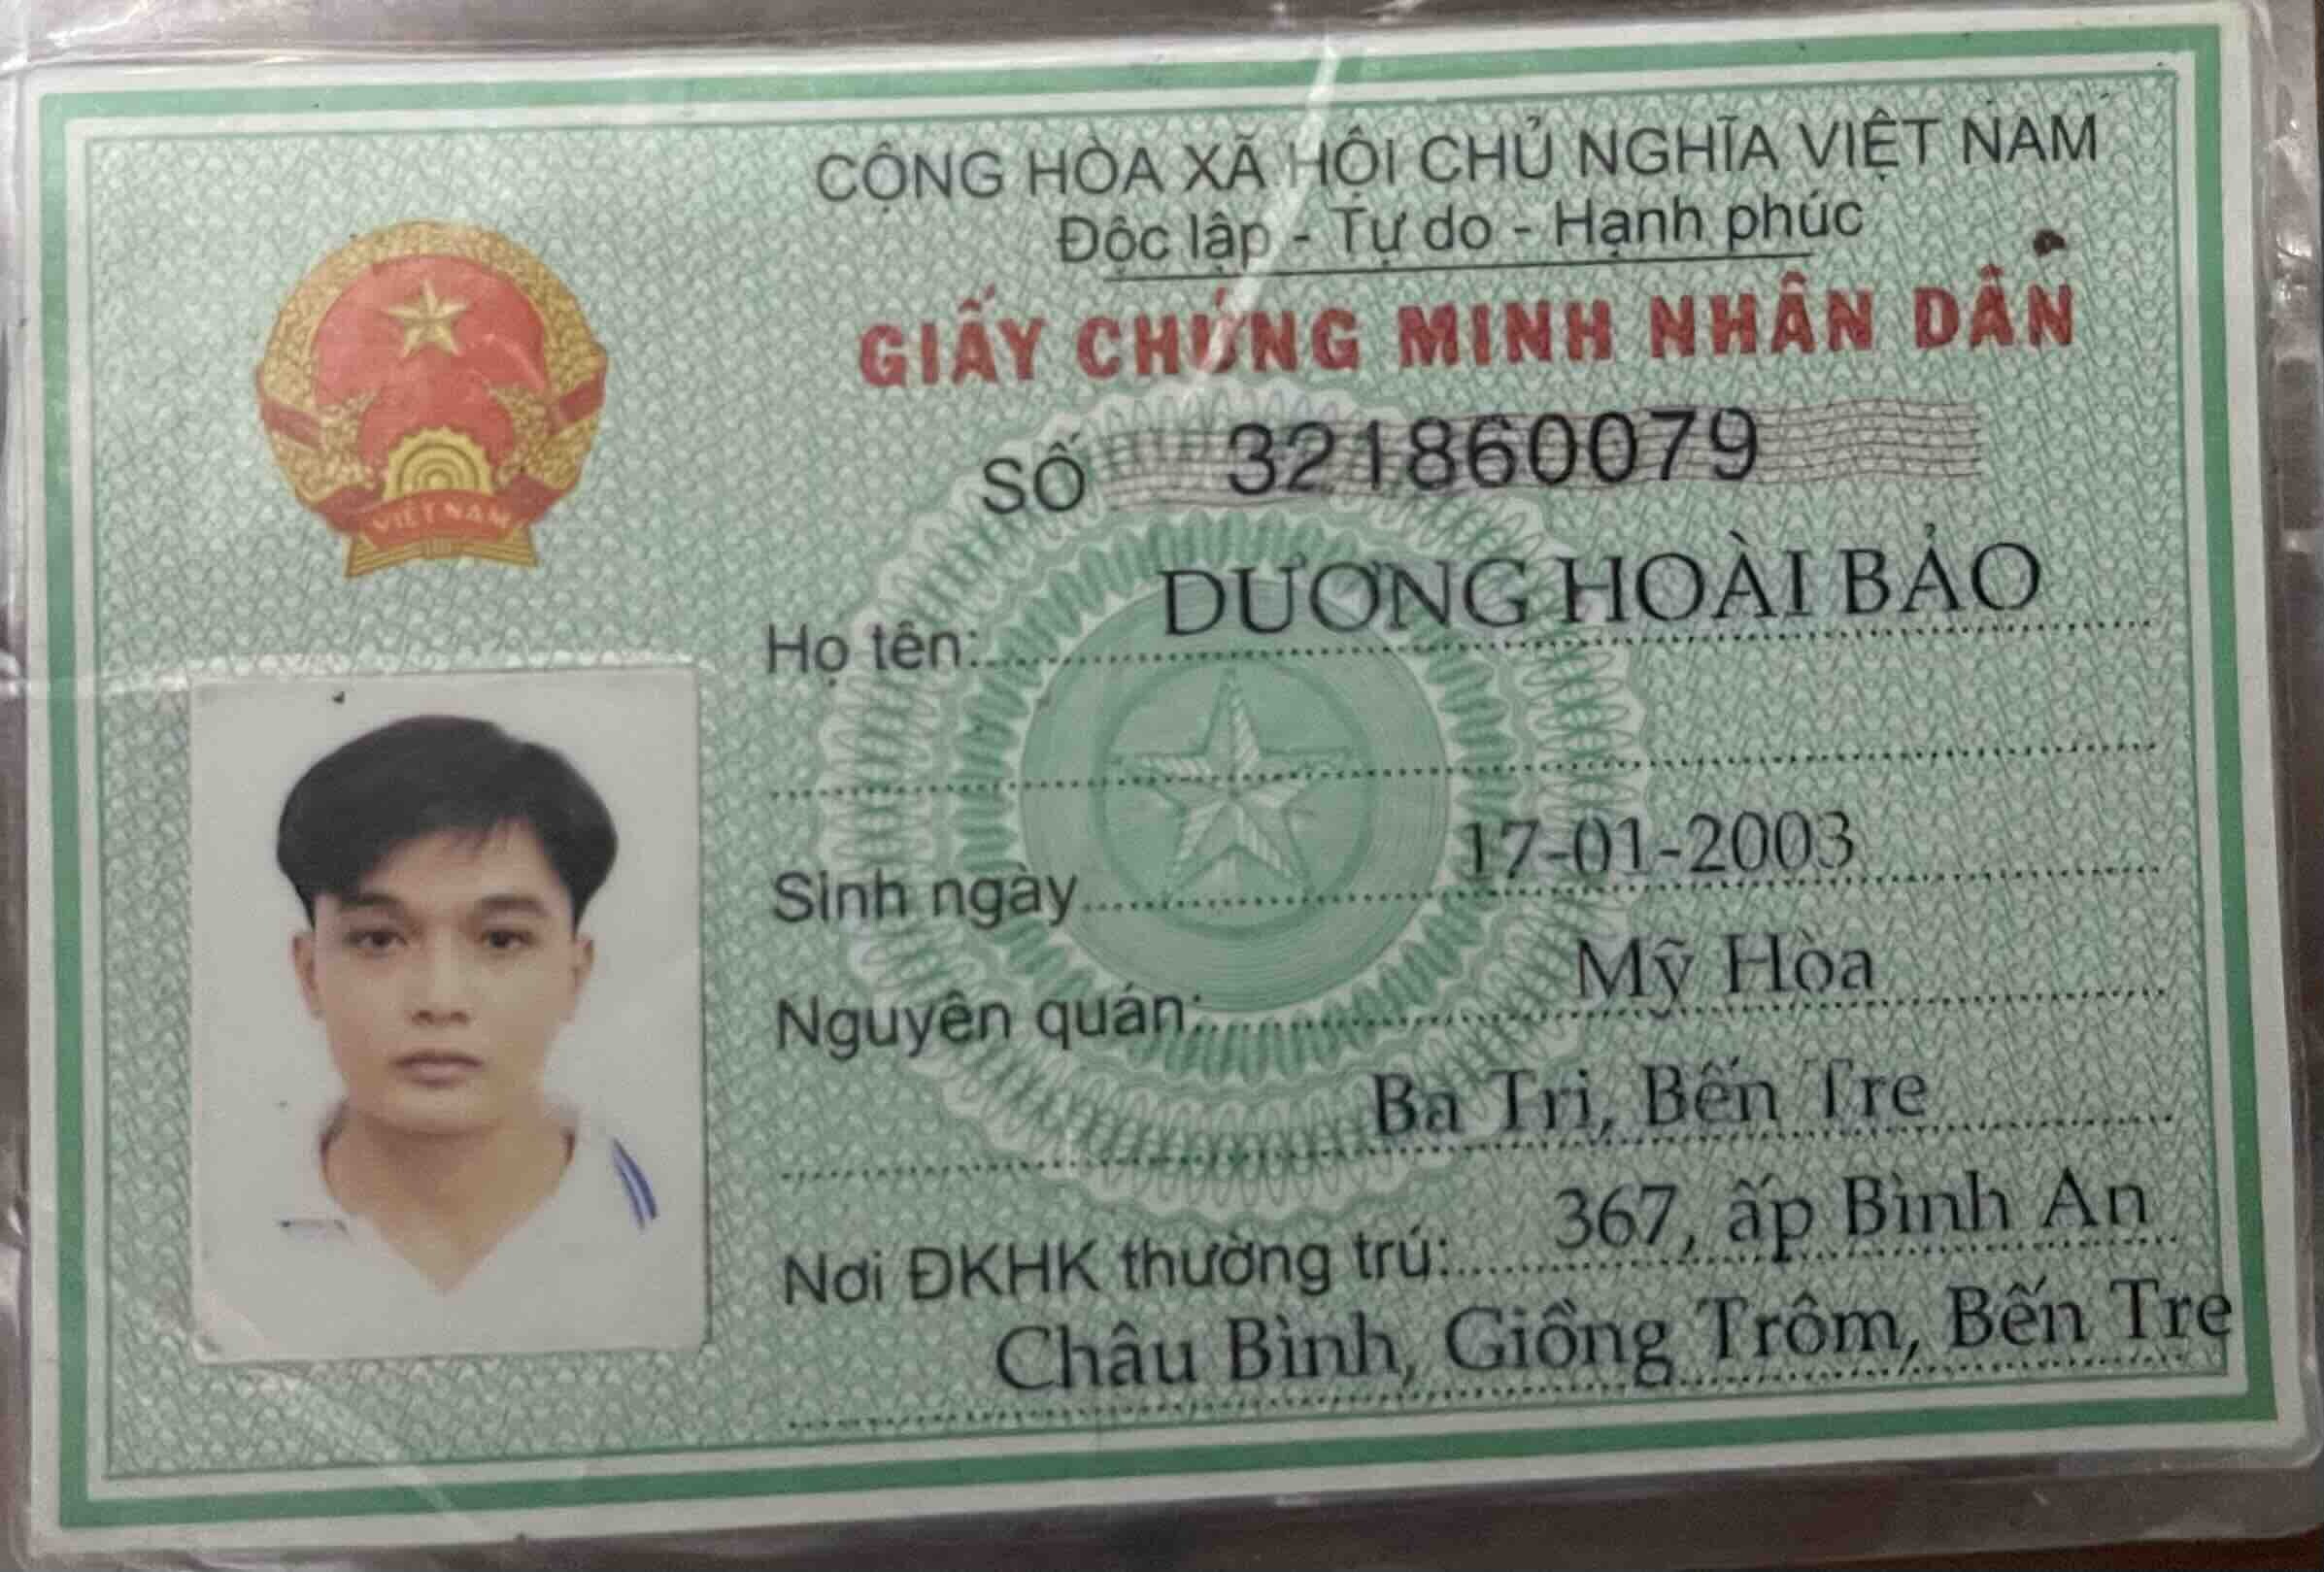 CỘNG HÒA XÃ HỘI CHỦ NGHĨA VIỆT NAM
Độc lập - Tự do - Hạnh phúc
GIẤY CHỨNG MINH NHÂN DÂN
SỐ 321860079
VIỆT NAM
Họ tên: DƯƠNG HOÀI BẢO
Sinh ngày 17-01-2003
Nguyên quán: Mỹ Hòa
Ba Tri, Bến Tre
Nơi ĐKHK thường trú: 367, ấp Bình An
Châu Bình, Giồng Trôm, Bến Tre